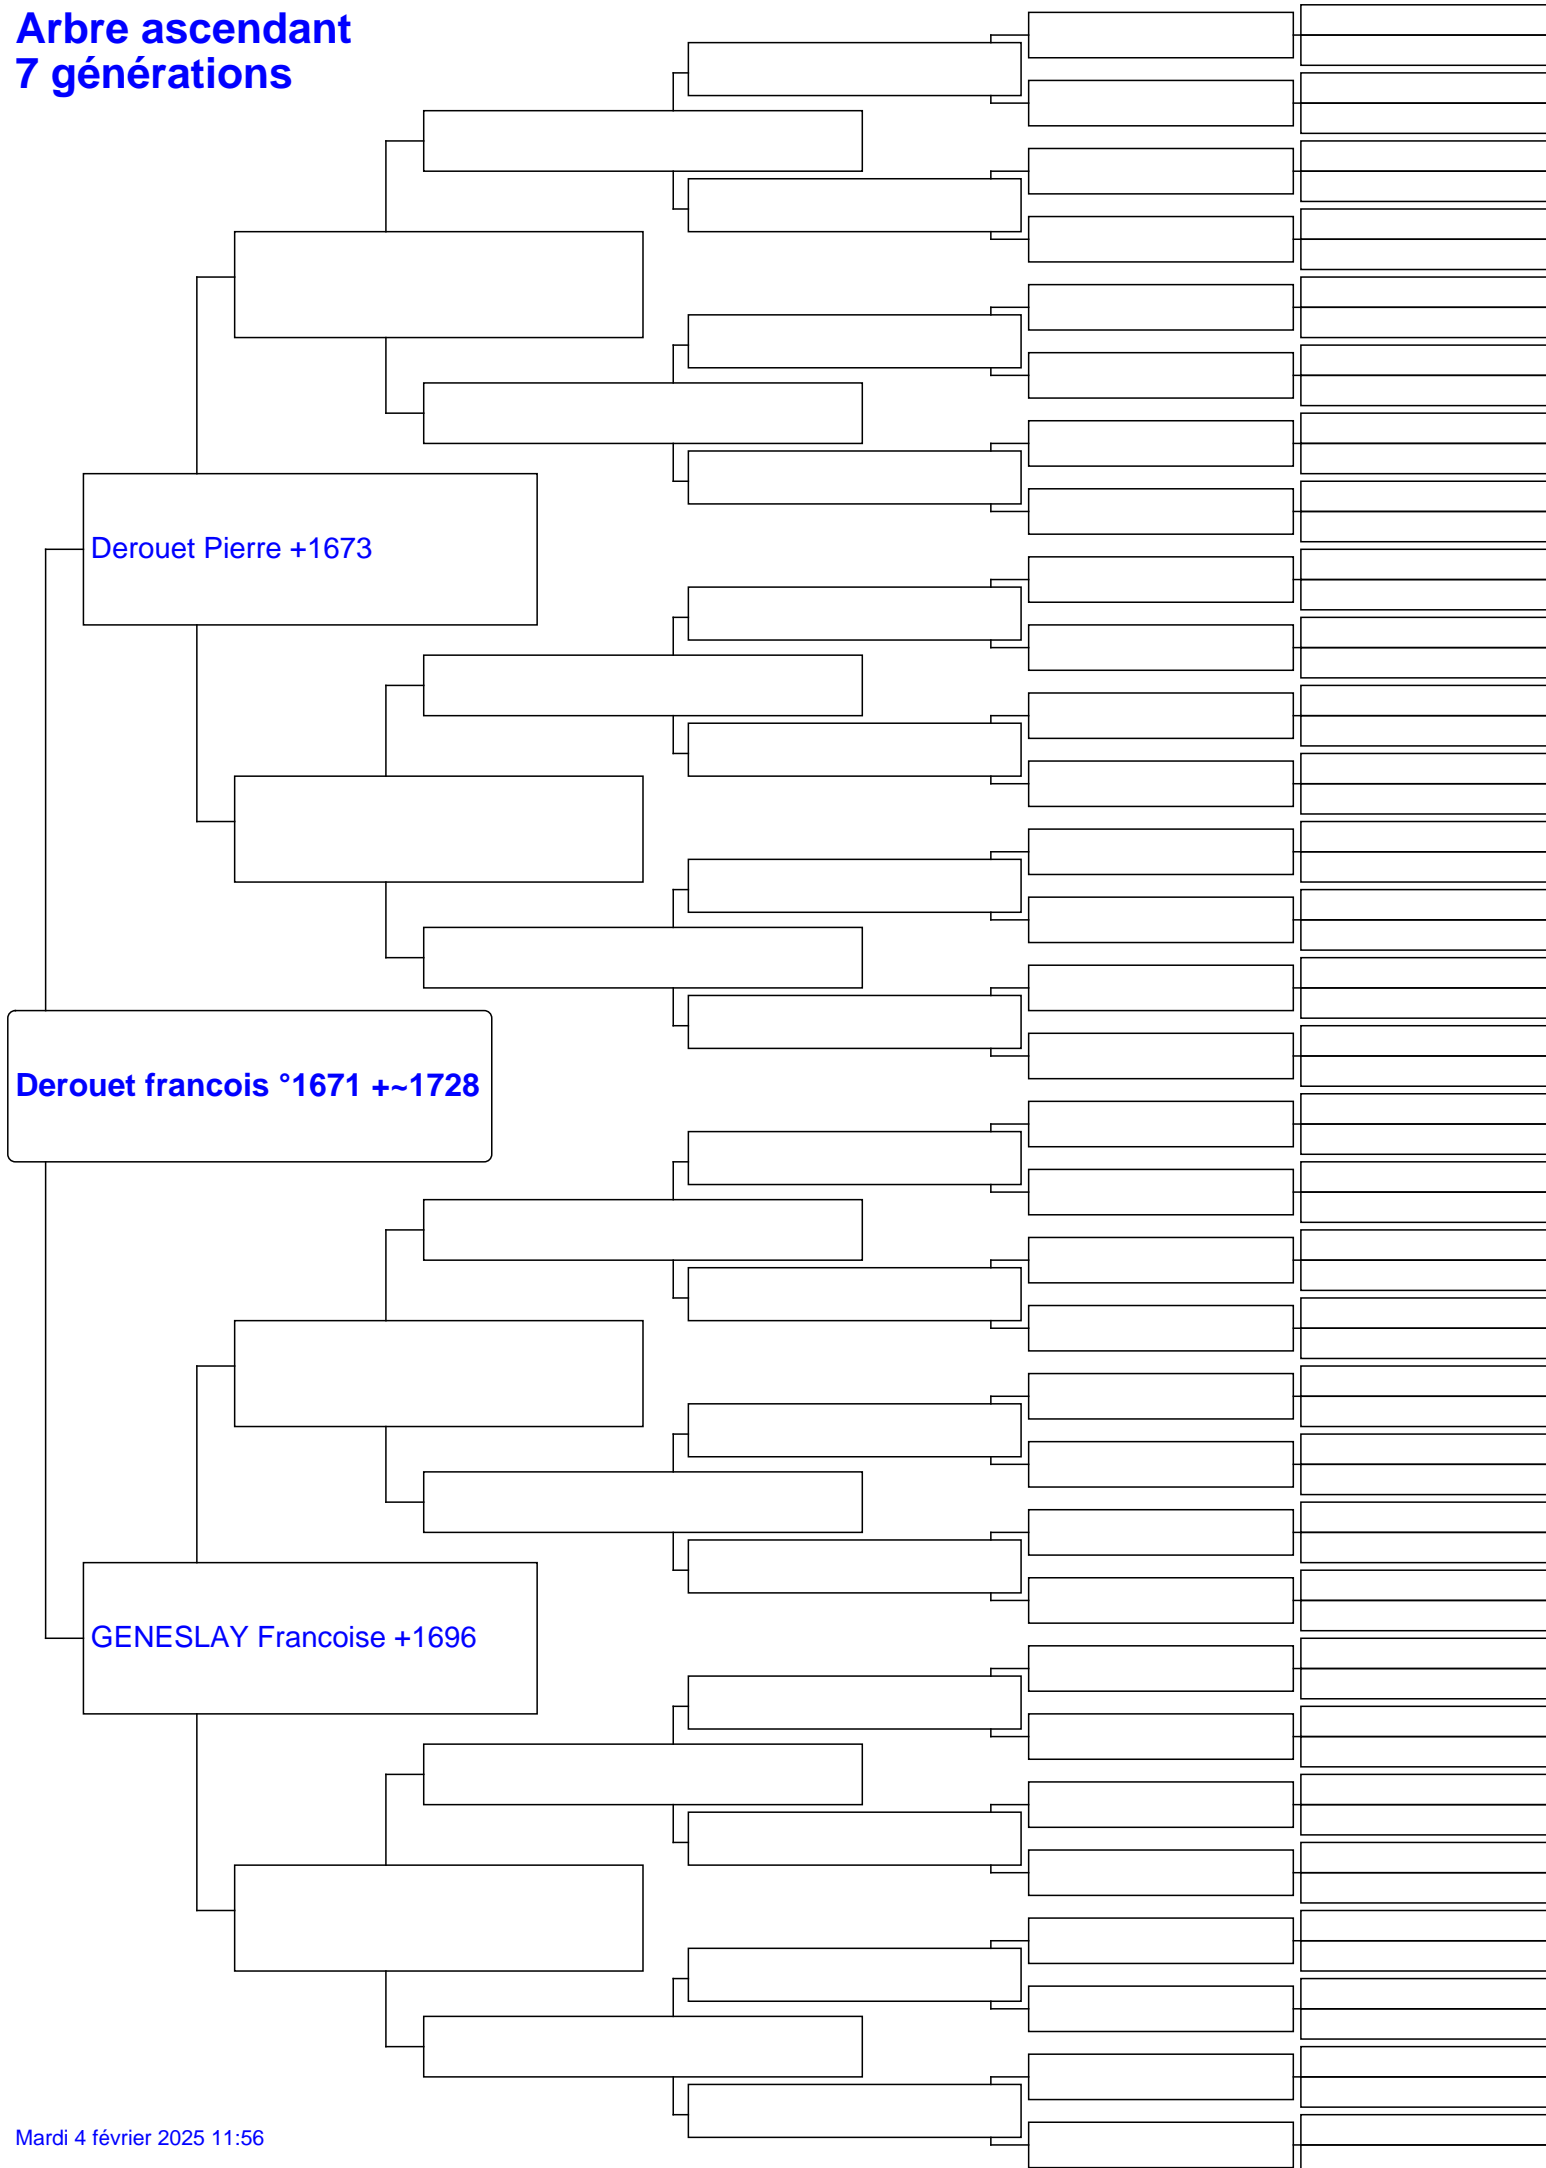 Arbre ascendant
7 générations
Derouet Pierre +1673
Derouet francois °1671 +~1728
GENESLAY Francoise +1696
Mardi 4 février 2025 11:56